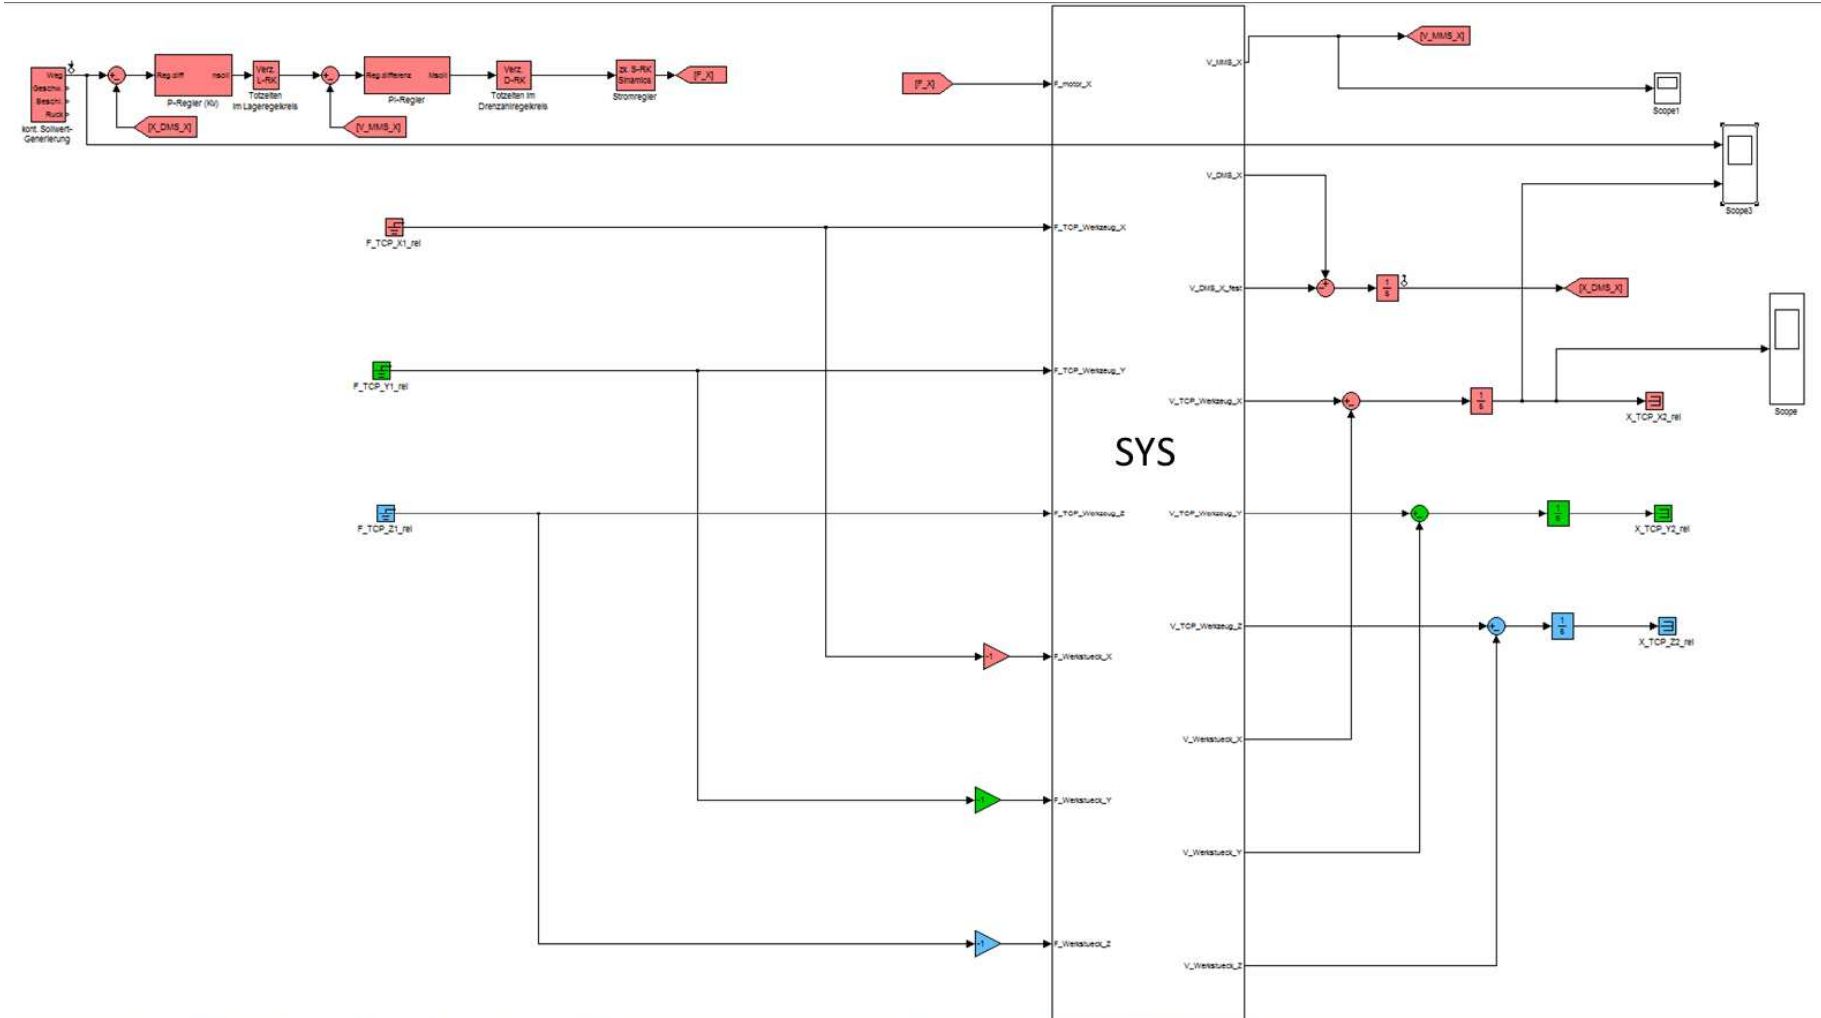 Weg
Geschw.
Beschl.
Ruck
kont. Sollwert-
Generierung
Reg.diff
nsoll
P-Regler (Kv)
Verz.
L-RK
Totzeiten
im Lageregelkreis
Reg.differenz
Msoll
PI-Regler
Verz.
D-RK
Totzeiten im
Drehzahlregelkreis
zk. S-RK
Sinamics
Stromregler
[F_X]
[X_DMS_X]
[V_MMS_X]
[F_X]
F_motor_X
V_MMS_X
[V_MMS_X]
Scope1
V_DMS_X
Scope3
F_TCP_X1_rel
F_TCP_Werkzeug_X
V_DMS_X_fest
1
s
[X_DMS_X]
F_TCP_Y1_rel
F_TCP_Werkzeug_Y
V_TCP_Werkzeug_X
1
s
X_TCP_X2_rel
Scope
SYS
F_TCP_Z1_rel
F_TCP_Werkzeug_Z
V_TCP_Werkzeug_Y
1
s
X_TCP_Y2_rel
V_TCP_Werkzeug_Z
1
s
X_TCP_Z2_rel
-1
F_Werkstueck_X
V_Werkstueck_X
-1
F_Werkstueck_Y
V_Werkstueck_Y
-1
F_Werkstueck_Z
V_Werkstueck_Z